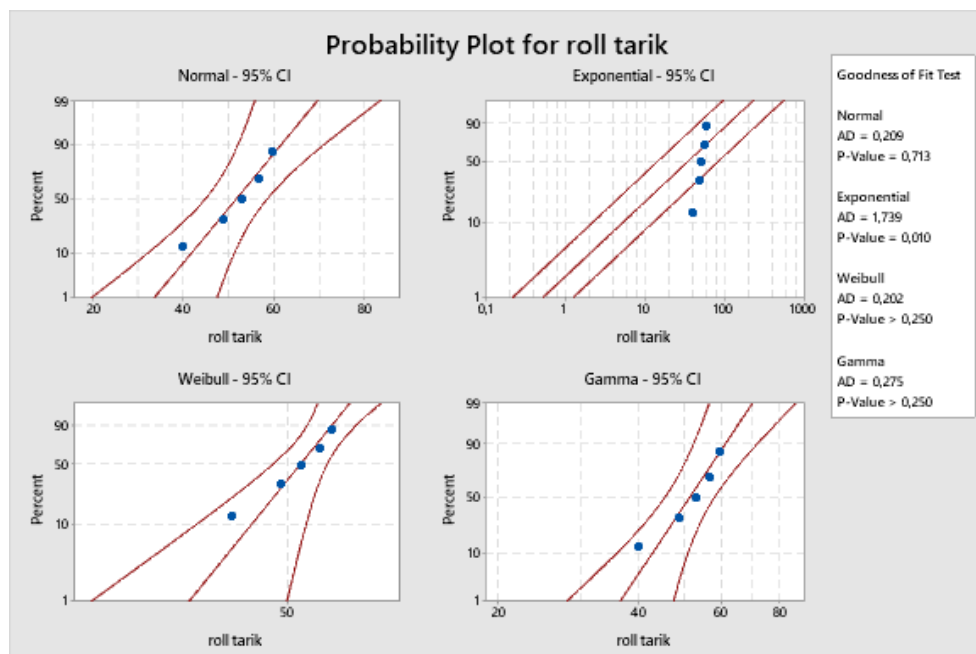 Probability Plot for roll tarik
Normal - 95% CI
99
90
50
10
1
Percent
20 40 60 80
roll tarik
Exponential - 95% CI
90
50
10
1
Percent
0,1 1 10 100 1000
roll tarik
Weibull - 95% CI
90
50
10
1
Percent
50
roll tarik
Gamma - 95% CI
99
90
50
10
1
Percent
20 40 60 80
roll tarik
Goodness of Fit Test
Normal
AD = 0,209
P-Value = 0,713
Exponential
AD = 1,739
P-Value = 0,010
Weibull
AD = 0,202
P-Value > 0,250
Gamma
AD = 0,275
P-Value > 0,250